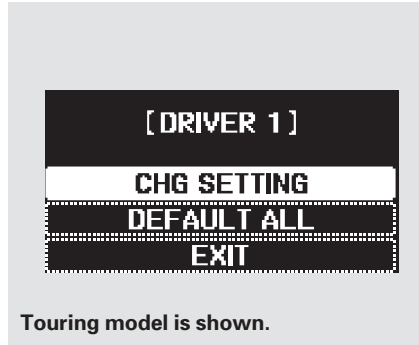 [DRIVER 1]
CHG SETTING
DEFAULT ALL
EXIT
Touring model is shown.